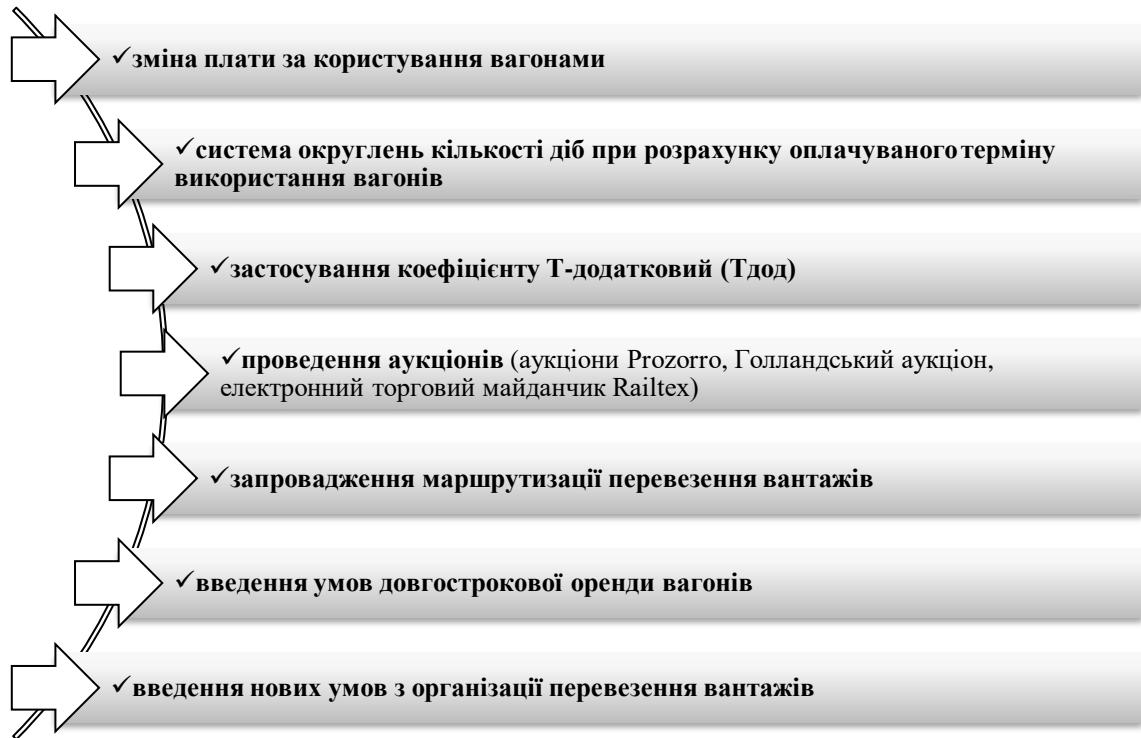 ✓зміна плати за користування вагонами
✓система округлень кількості діб при розрахунку оплачуваного терміну
використання вагонів
✓застосування коефіцієнту Т-додатковий (Тдод)
✓проведення аукціонів (аукціони Prozorro, Голландський аукціон,
електронний торговий майданчик Railtex)
✓запровадження маршрутизації перевезення вантажів
✓введення умов довгострокової оренди вагонів
✓введення нових умов з організації перевезення вантажів